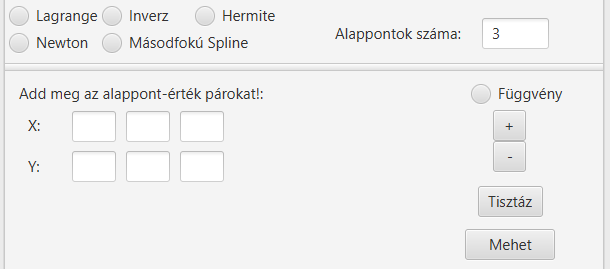 Lagrange Inverz Hermite
Newton Másodfokú Spline
Alappontok száma: 3
Add meg az alappont-érték párokat!:
Függvény
X:
+
Y:
-
Tisztáz
Mehet